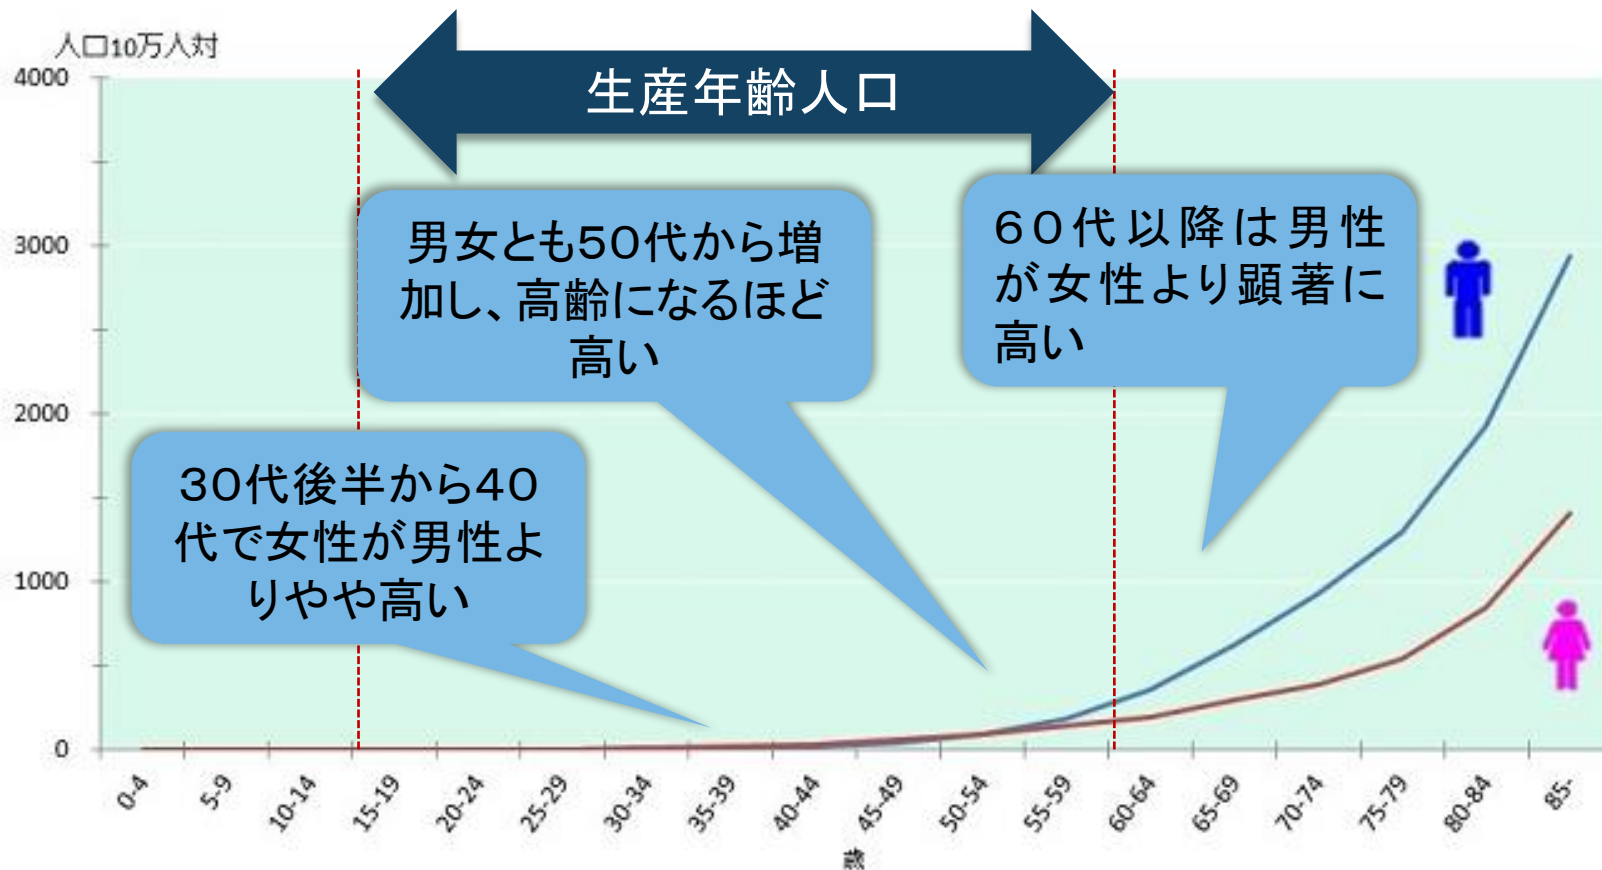 人口10万人対
4000
3000
2000
1000
0
生産年齢人口
男女とも50代から増
加し、高齢になるほど
高い
60代以降は男性
が女性より顕著に
高い
30代後半から40
代で女性が男性よ
りやや高い
0-4
5-9
10-14
15-19
20-24
25-29
30-34
35-39
40-44
45-49
50-54
55-59
60-64
65-69
70-74
75-79
80-84
85-
歳